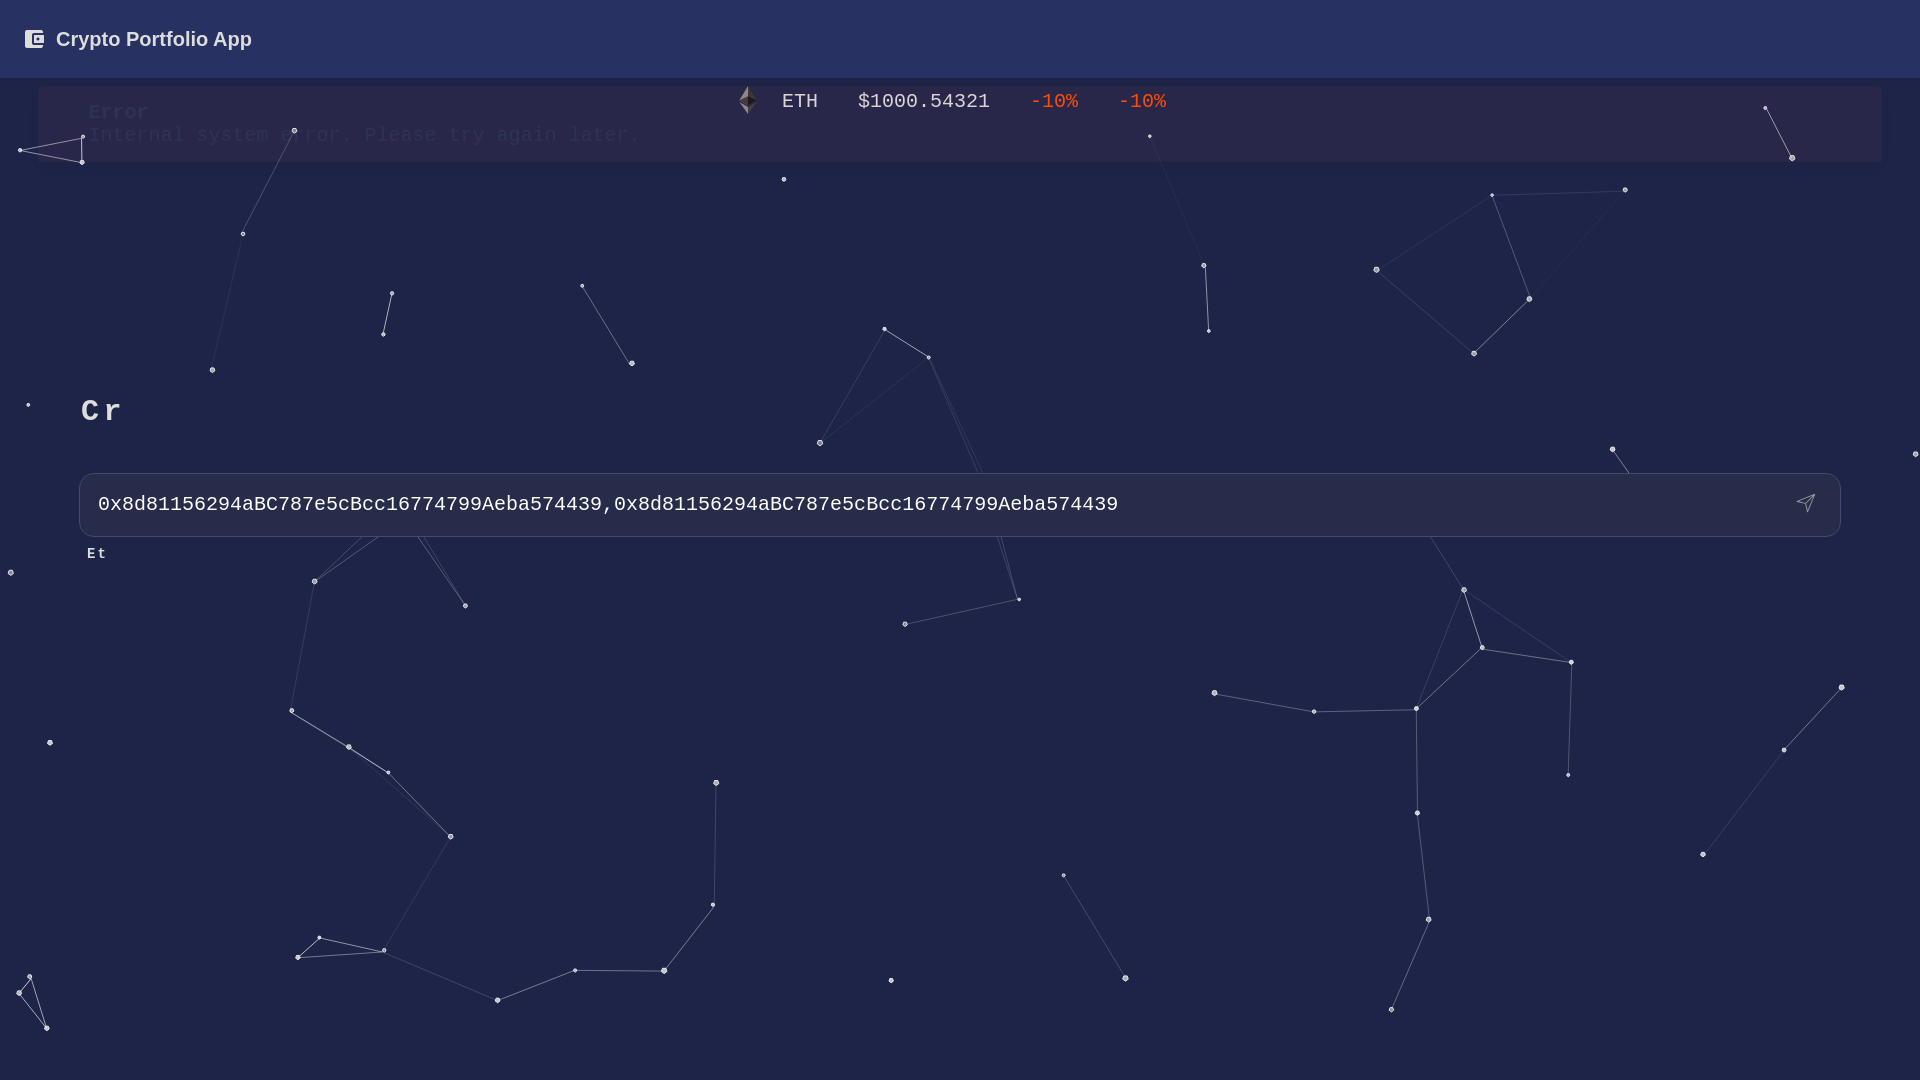 Crypto Portfolio App
ETH $1000.54321 -10% -10%
Error
Internal system error. Please try again later.
Cr
0x8d81156294aBC787e5cBcc16774799Aeba574439,0x8d81156294aBC787e5cBcc16774799Aeba574439
Et